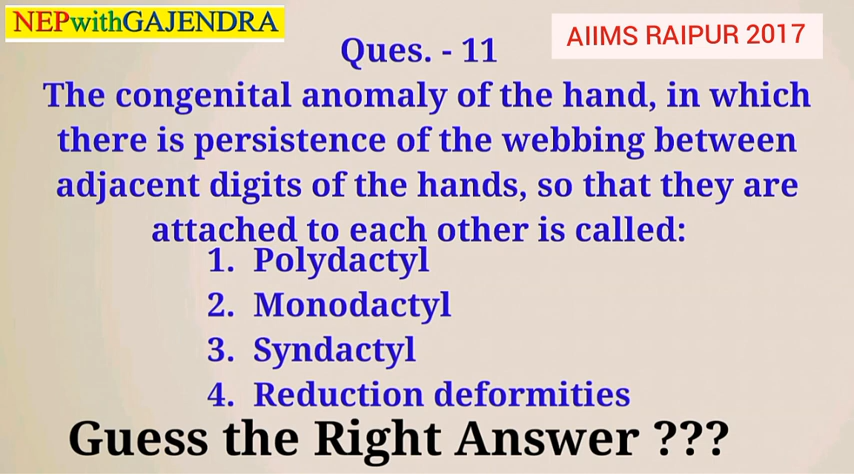 NEPwithGAJENDRA
AIIMS RAIPUR 2017
Ques. - 11
The congenital anomaly of the hand, in which
there is persistence of the webbing between
adjacent digits of the hands, so that they are
attached to each other is called:
1. Polydactyl
2. Monodactyl
3. Syndactyl
4. Reduction deformities
Guess the Right Answer ???